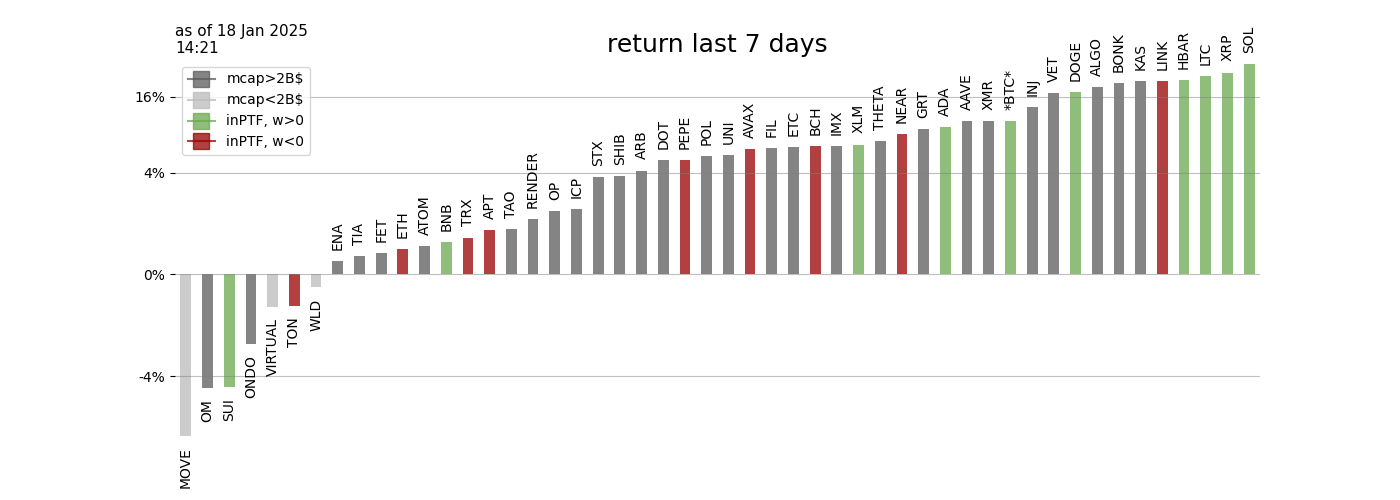 as of 18 Jan 2025
14:21
return last 7 days
mcap>2B$
mcap<2B$
inPTF, w>0
inPTF, w<0
16%
4%
0%
-4%
MOVE
OM
SUI
ONDO
VIRTUAL
TON
WLD
ENA
TIA
FET
ETH
ATOM
BNB
TRX
APT
TAO
RENDER
OP
ICP
STX
SHIB
ARB
DOT
PEPE
POL
UNI
AVAX
FIL
ETC
BCH
IMX
XLM
THETA
NEAR
GRT
ADA
AAVE
XMR
*BTC*
INJ
VET
DOGE
ALGO
BONK
KAS
LINK
HBAR
LTC
XRP
SOL